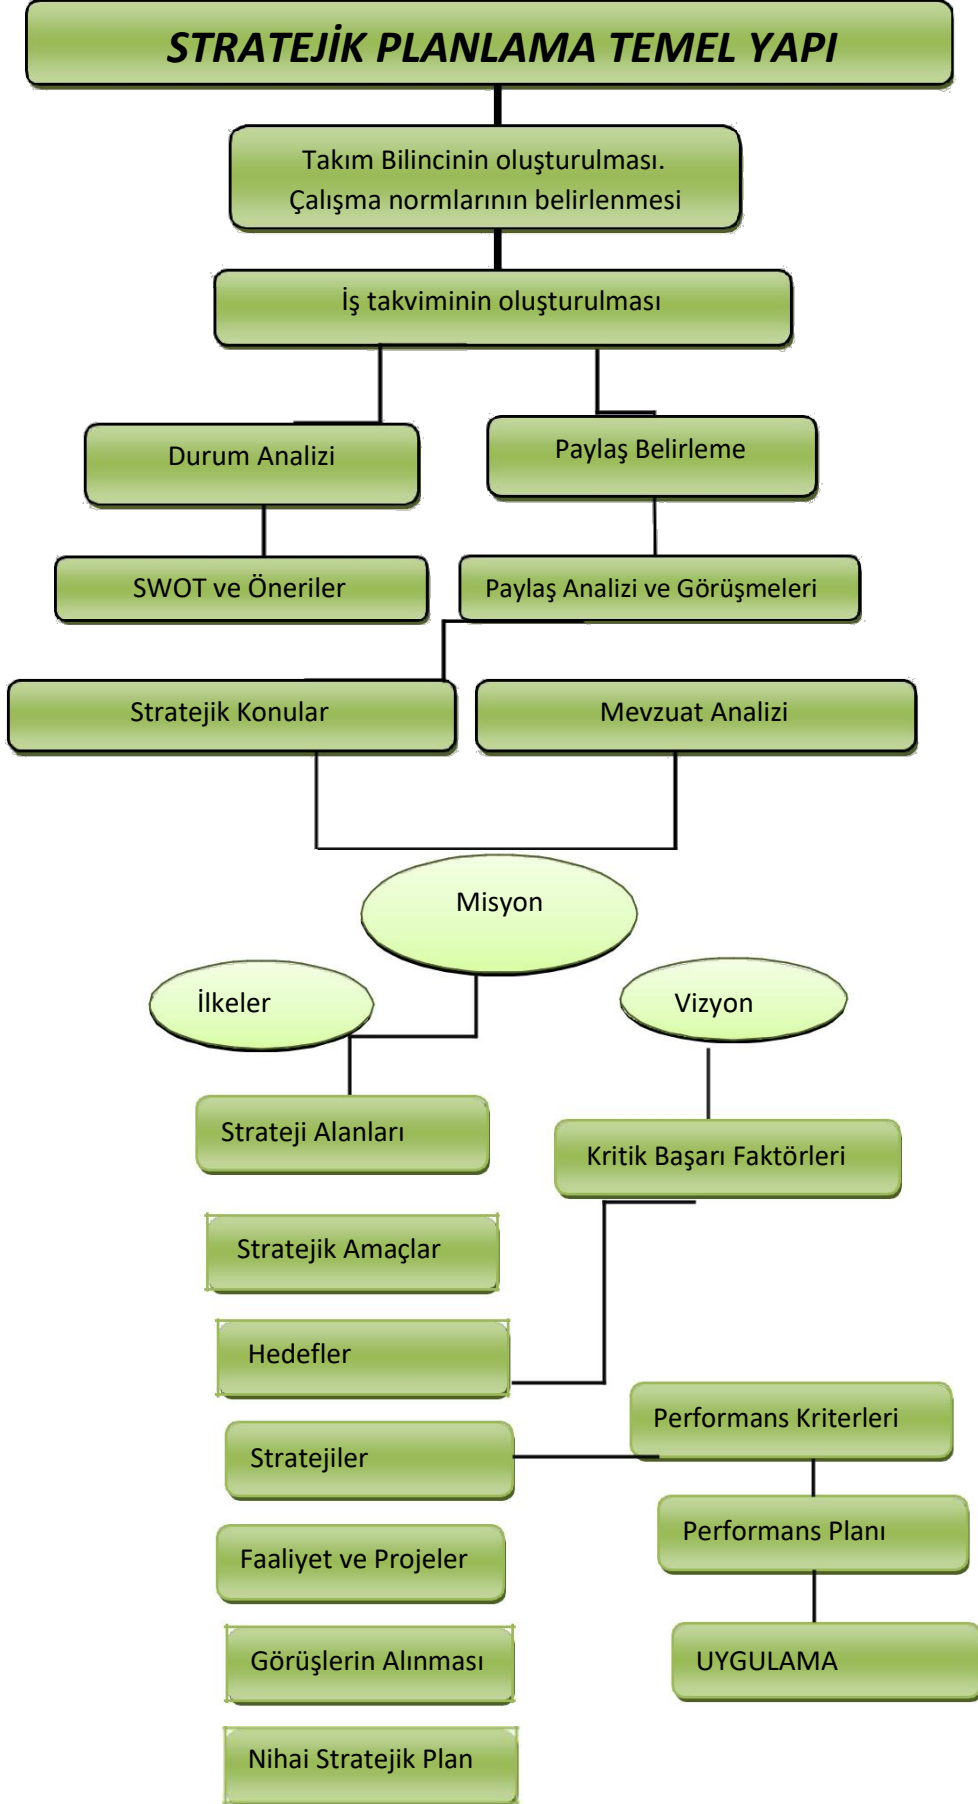 STRATEJİK PLANLAMA TEMEL YAPI
Takım Bilincinin oluşturulması.
Çalışma normlarının belirlenmesi
İş takviminin oluşturulması
Durum Analizi
Paylaş Belirleme
SWOT ve Öneriler
Paylaş Analizi ve Görüşmeleri
Stratejik Konular
Mevzuat Analizi
Misyon
İlkeler
Vizyon
Strateji Alanları
Kritik Başarı Faktörleri
Stratejik Amaçlar
Hedefler
Performans Kriterleri
Stratejiler
Performans Planı
Faaliyet ve Projeler
Görüşlerin Alınması
UYGULAMA
Nihai Stratejik Plan